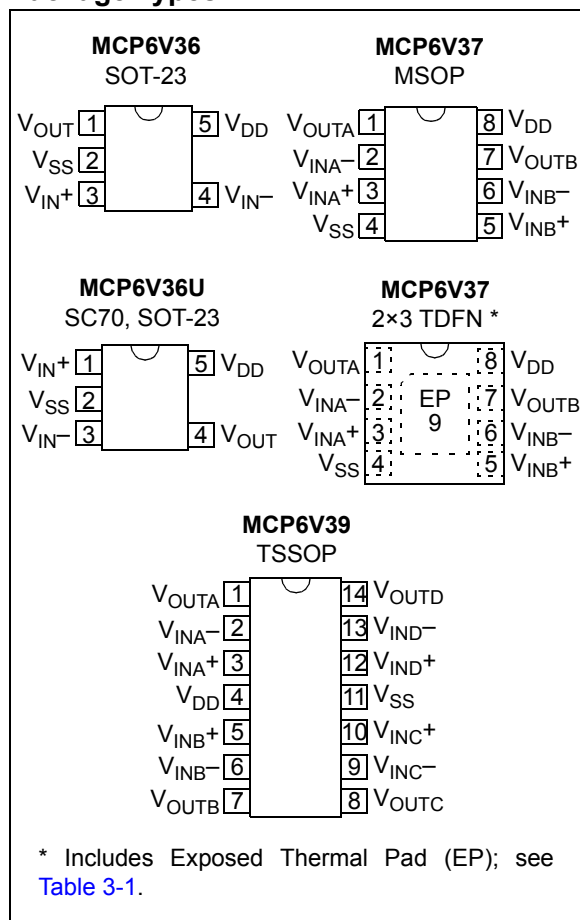 MCP6V36
SOT-23
VOUT 1 5 VDD
VSS 2
VIN+ 3 4 VIN–
MCP6V37
MSOP
VOUTA 1 8 VDD
VINA– 2 7 VOUTB
VINA+ 3 6 VINB–
VSS 4 5 VINB+
MCP6V36U
SC70, SOT-23
VIN+ 1 5 VDD
VSS 2
VIN– 3 4 VOUT
MCP6V37
2×3 TDFN *
VOUTA 1 8 VDD
VINA– 2 EP 7 VOUTB
VINA+ 3 9 6 VINB–
VSS 4 5 VINB+
MCP6V39
TSSOP
VOUTA 1 14 VOUTD
VINA– 2 13 VIND–
VINA+ 3 12 VIND+
VDD 4 11 VSS
VINB+ 5 10 VINC+
VINB– 6 9 VINC–
VOUTB 7 8 VOUTC
* Includes Exposed Thermal Pad (EP); see
Table 3-1.